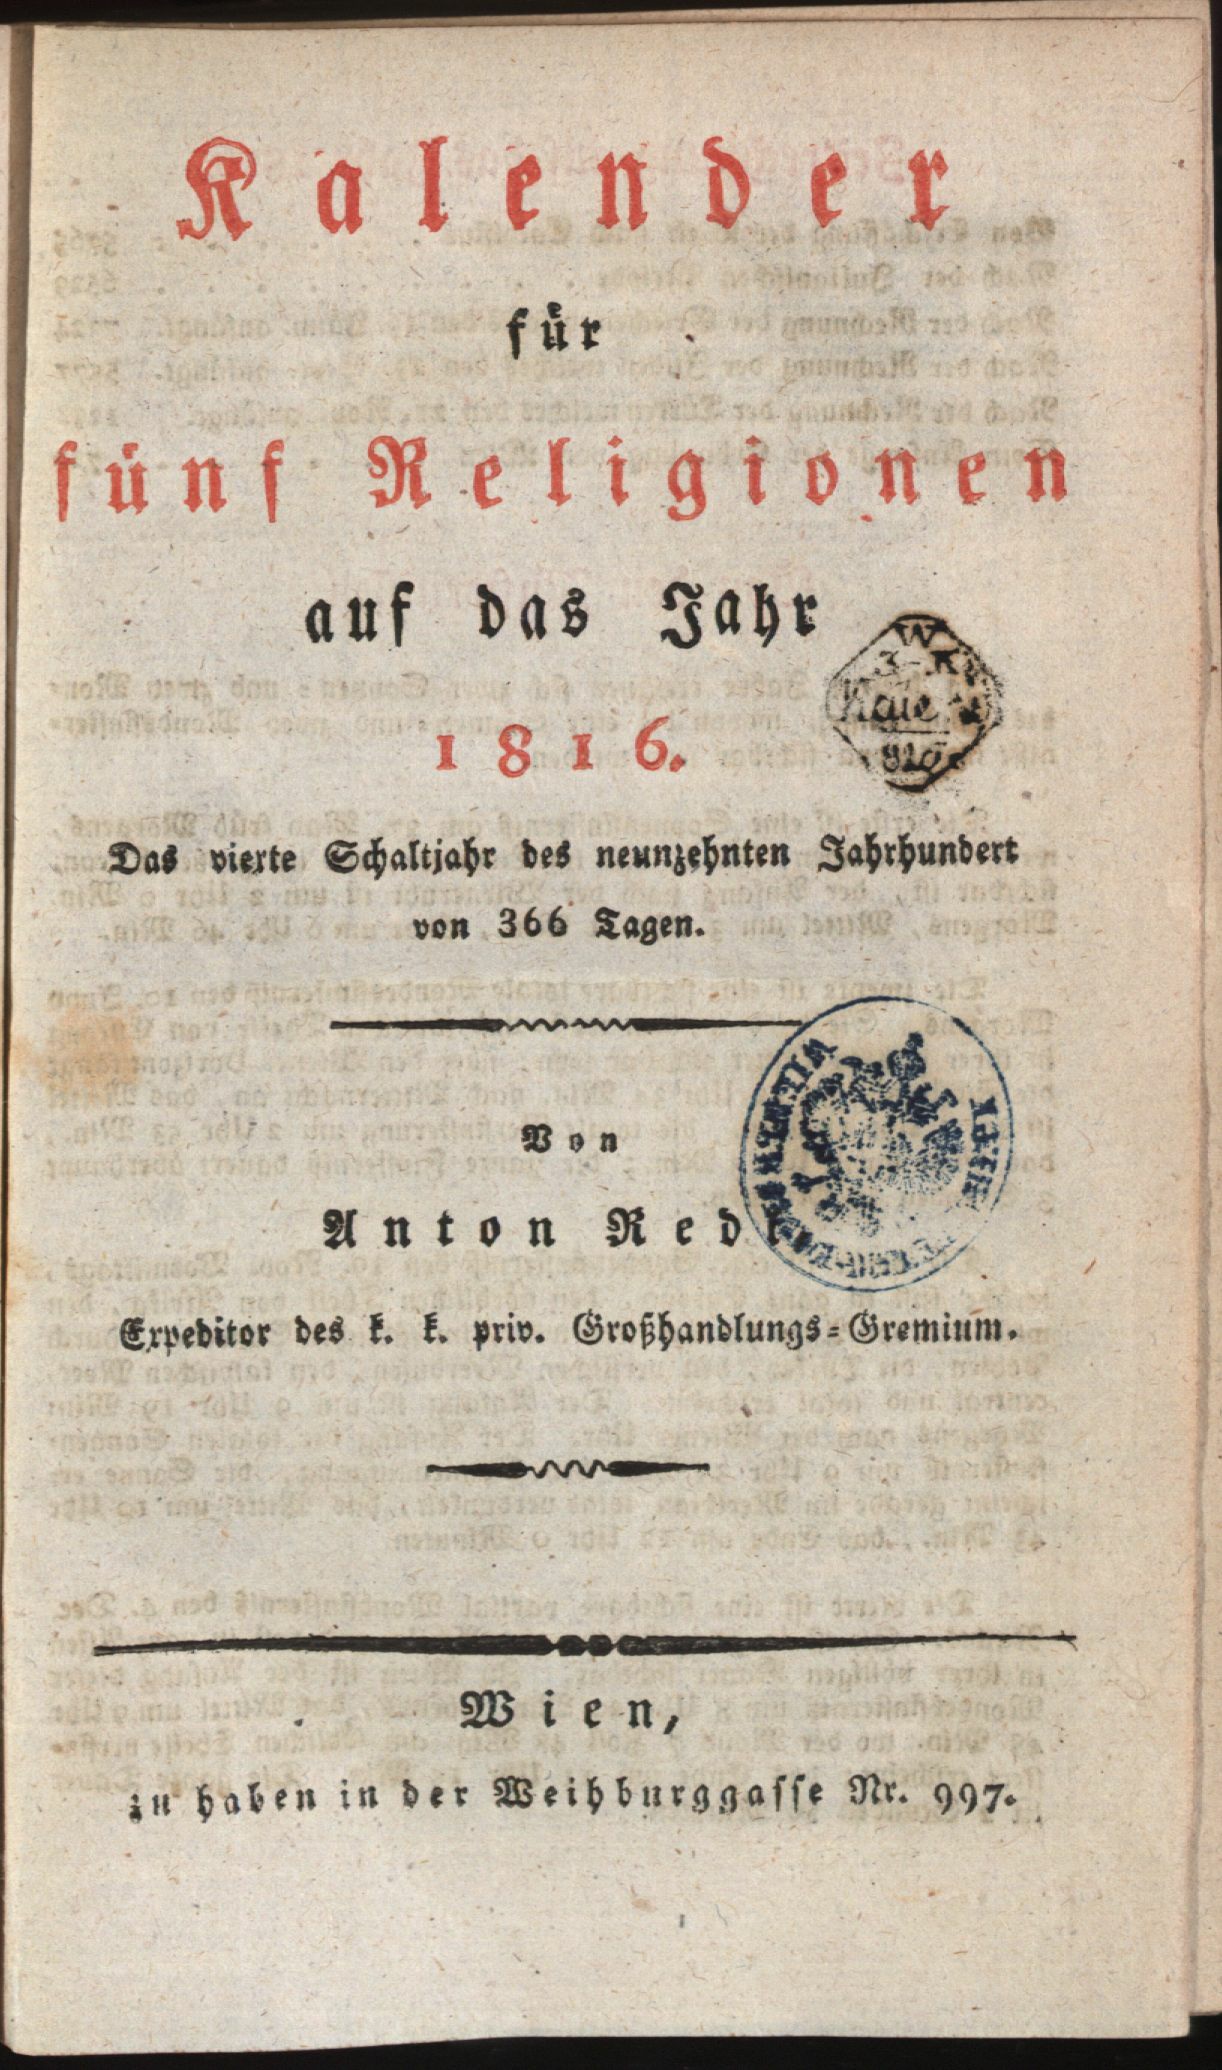 Kalender
für
fünf Religionen
auf das Jahr
W
1816.
Das vierte Schaltjahr des neunzehnten Jahrhundert
von 366 Tagen.
Von
Anton Redl
Expeditor des k. k. priv. Großhandlungs-Gremium.
Wien,
zu haben in der Weihburggasse Nr. 997.